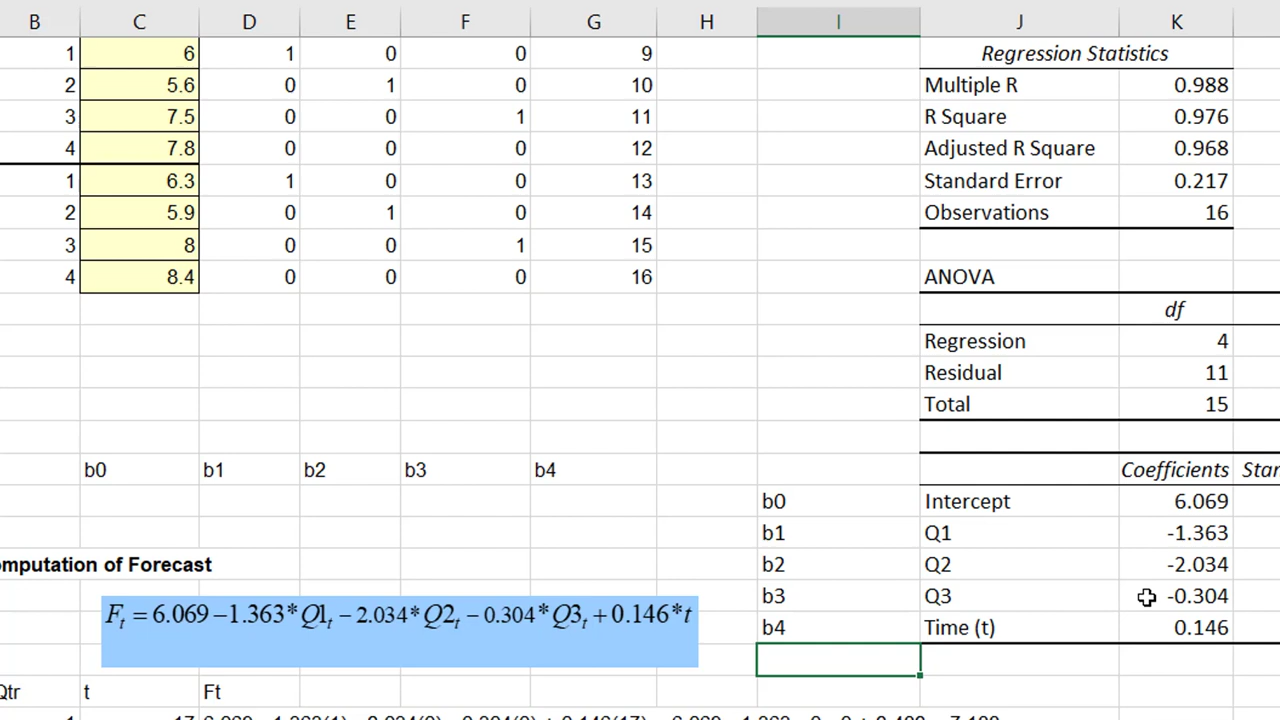 B C D E F G H I J K
1 6 1 0 0 9 Regression Statistics
2 5.6 0 1 0 10 Multiple R 0.988
3 7.5 0 0 1 11 R Square 0.976
4 7.8 0 0 0 12 Adjusted R Square 0.968
1 6.3 1 0 0 13 Standard Error 0.217
2 5.9 0 1 0 14 Observations 16
3 8 0 0 1 15
4 8.4 0 0 0 16 ANOVA
df
Regression 4
Residual 11
Total 15
b0 b1 b2 b3 b4 Coefficients Star
b0 Intercept 6.069
b1 Q1 -1.363
omputation of Forecast b2 Q2 -2.034
b3 Q3 -0.304
Ft = 6.069 – 1.363 * Q1t – 2.034 * Q2t – 0.304 * Q3t + 0.146 * t
b4 Time (t) 0.146
Qtr t Ft